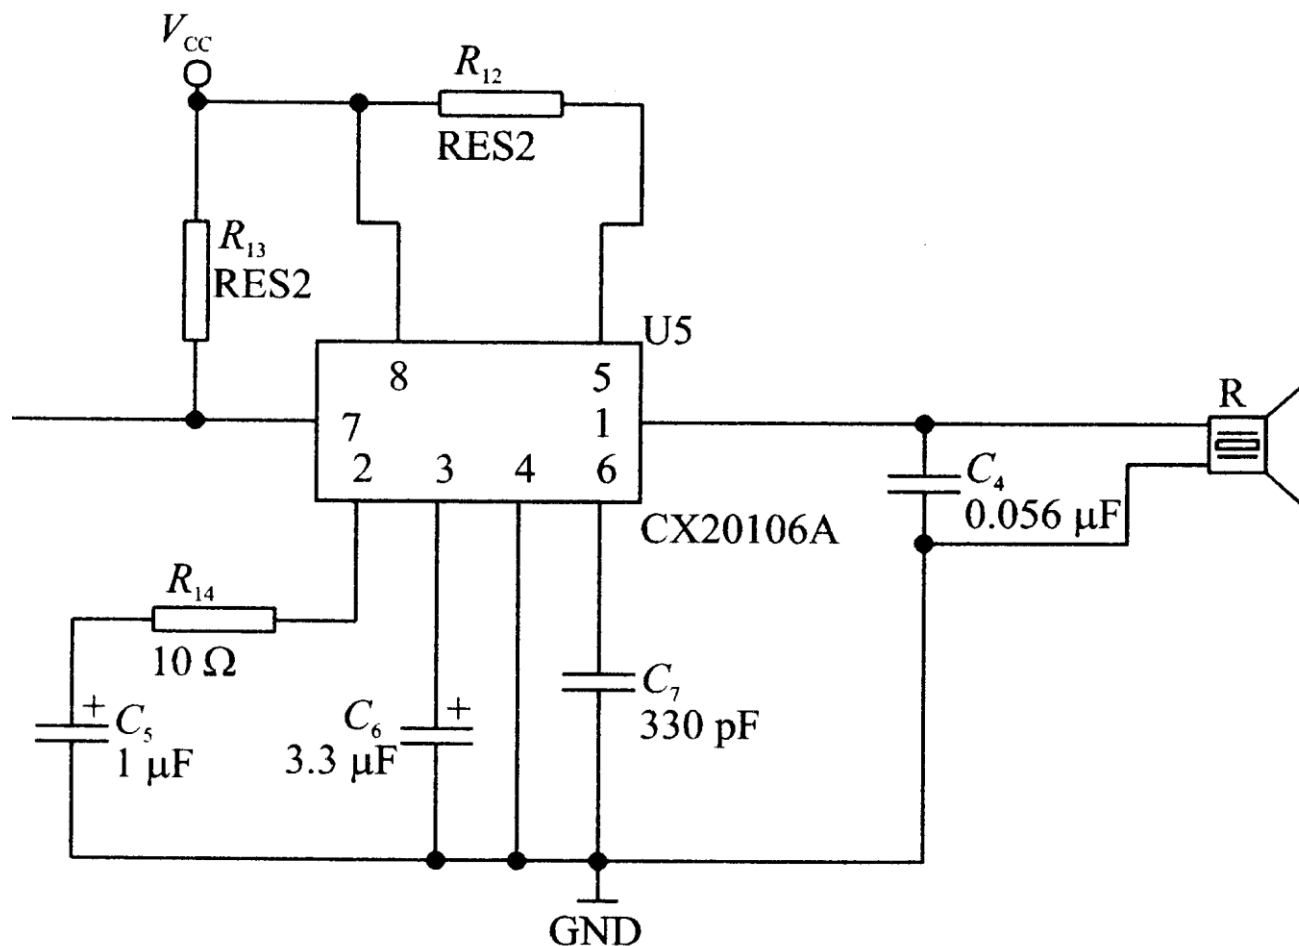 V_CC
R_12
RES2
R_13
RES2
U5
8 5
7 1
2 3 4 6
R
C_4
0.056 μF
CX20106A
R_14
10 Ω
+ C_5
1 μF
C_6 +
3.3 μF
C_7
330 pF
GND